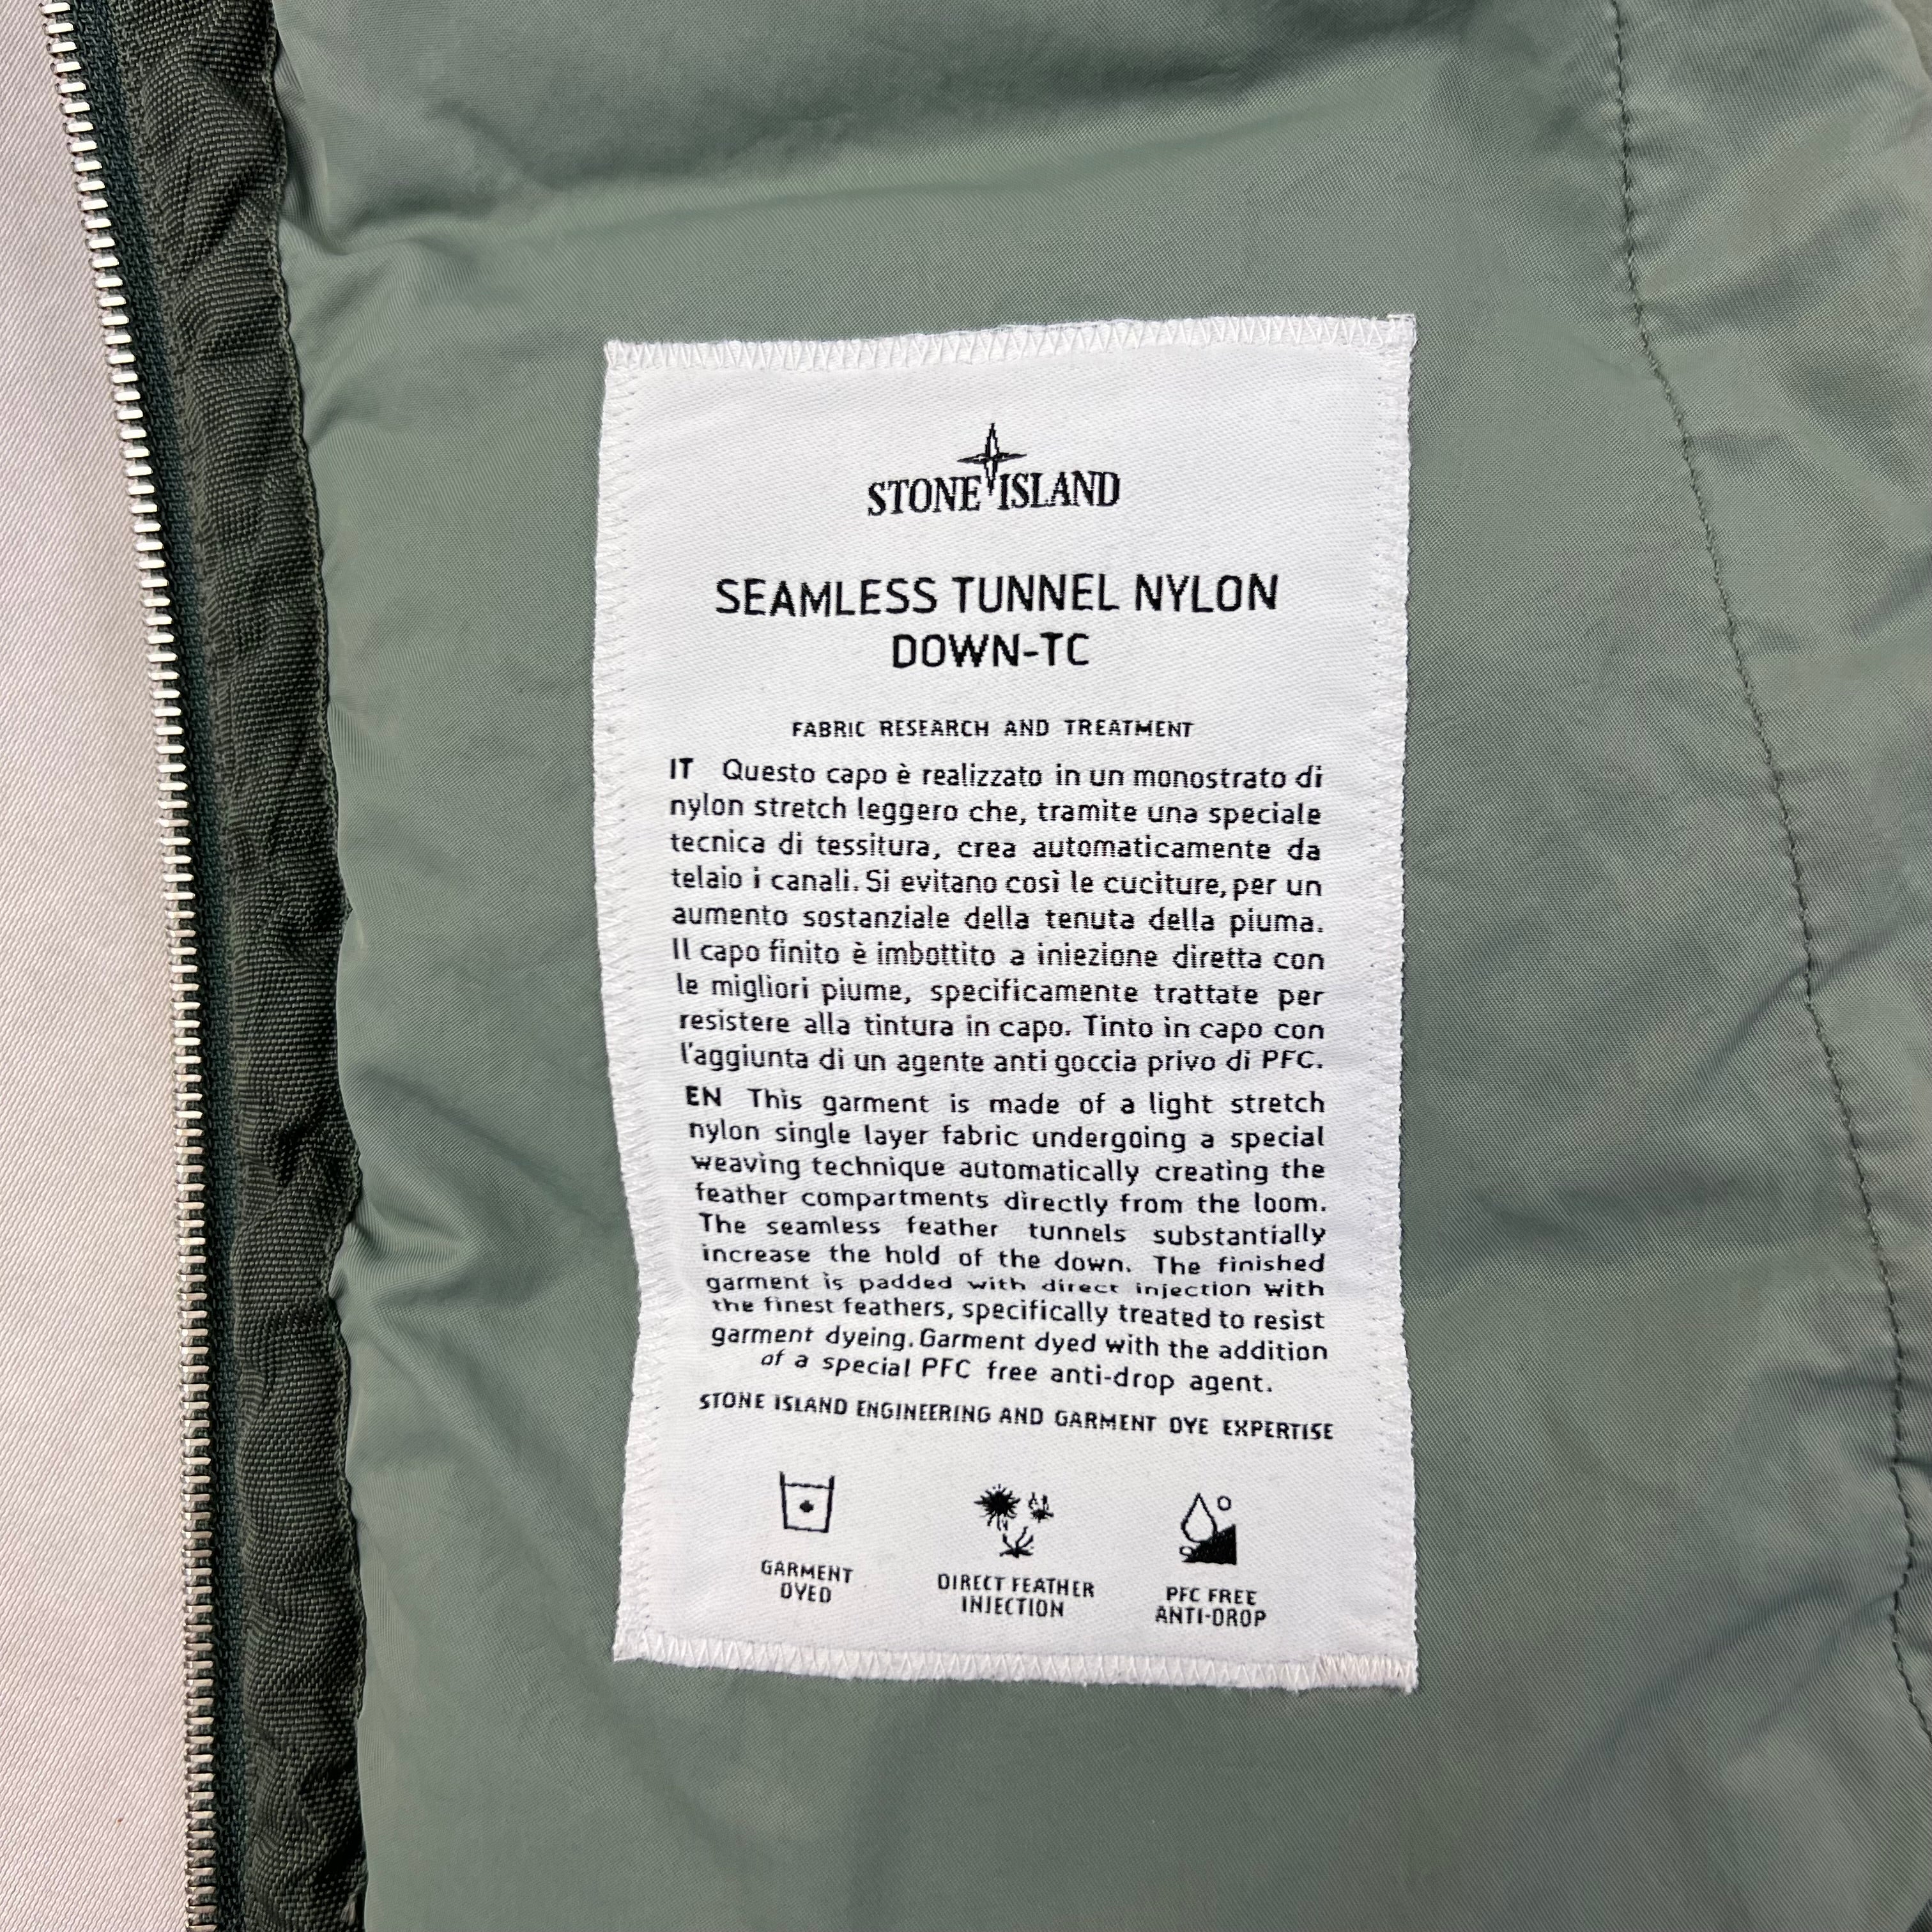 STONE ISLAND
SEAMLESS TUNNEL NYLON
DOWN-TC
FABRIC RESEARCH AND TREATMENT
IT Questo capo è realizzato in un monostrato di
nylon stretch leggero che, tramite una speciale
tecnica di tessitura, crea automaticamente da
telaio i canali. Si evitano così le cuciture, per un
aumento sostanziale della tenuta della piuma.
Il capo finito è imbottito a iniezione diretta con
le migliori piume, specificamente trattate per
resistere alla tintura in capo. Tinto in capo con
l'aggiunta di un agente anti goccia privo di PFC.
EN This garment is made of a light stretch
nylon single layer fabric undergoing a special
weaving technique automatically creating the
feather compartments directly from the loom.
The seamless feather tunnels substantially
increase the hold of the down. The finished
garment is padded with direct injection with
the finest feathers, specifically treated to resist
garment dyeing. Garment dyed with the addition
of a special PFC free anti-drop agent.
STONE ISLAND ENGINEERING AND GARMENT DYE EXPERTISE
GARMENT
DYED
DIRECT FEATHER
INJECTION
PFC FREE
ANTI-DROP